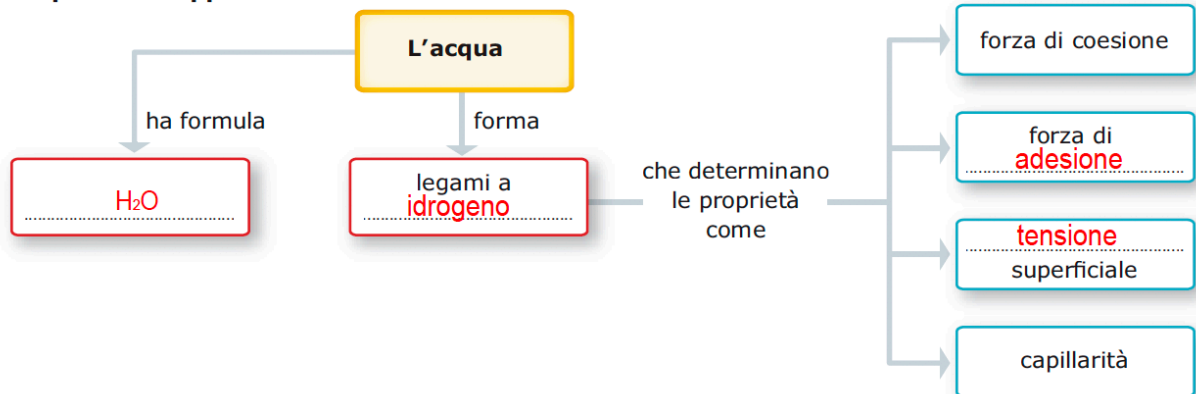 L'acqua
ha formula
H₂O
forma
legami a
idrogeno
che determinano
le proprietà
come
forza di coesione
forza di
adesione
tensione
superficiale
capillarità